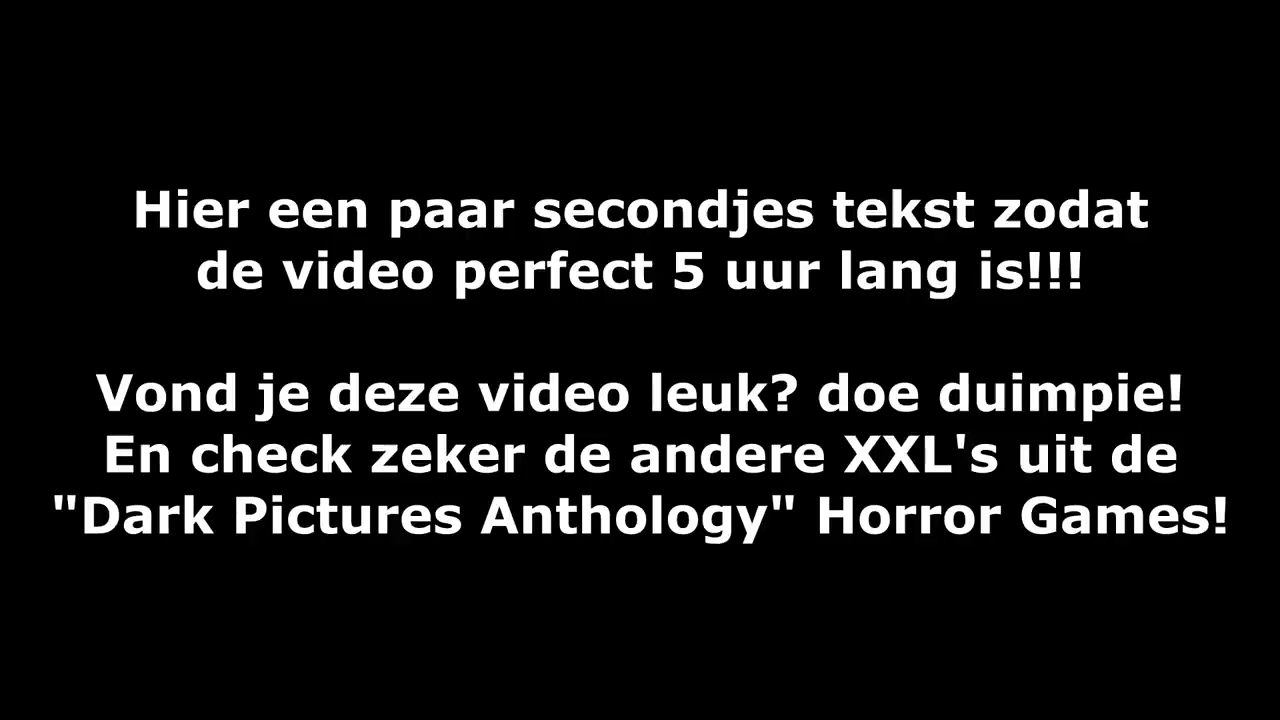 Hier een paar secondjes tekst zodat
de video perfect 5 uur lang is!!!
Vond je deze video leuk? doe duimpie!
En check zeker de andere XXL's uit de
"Dark Pictures Anthology" Horror Games!